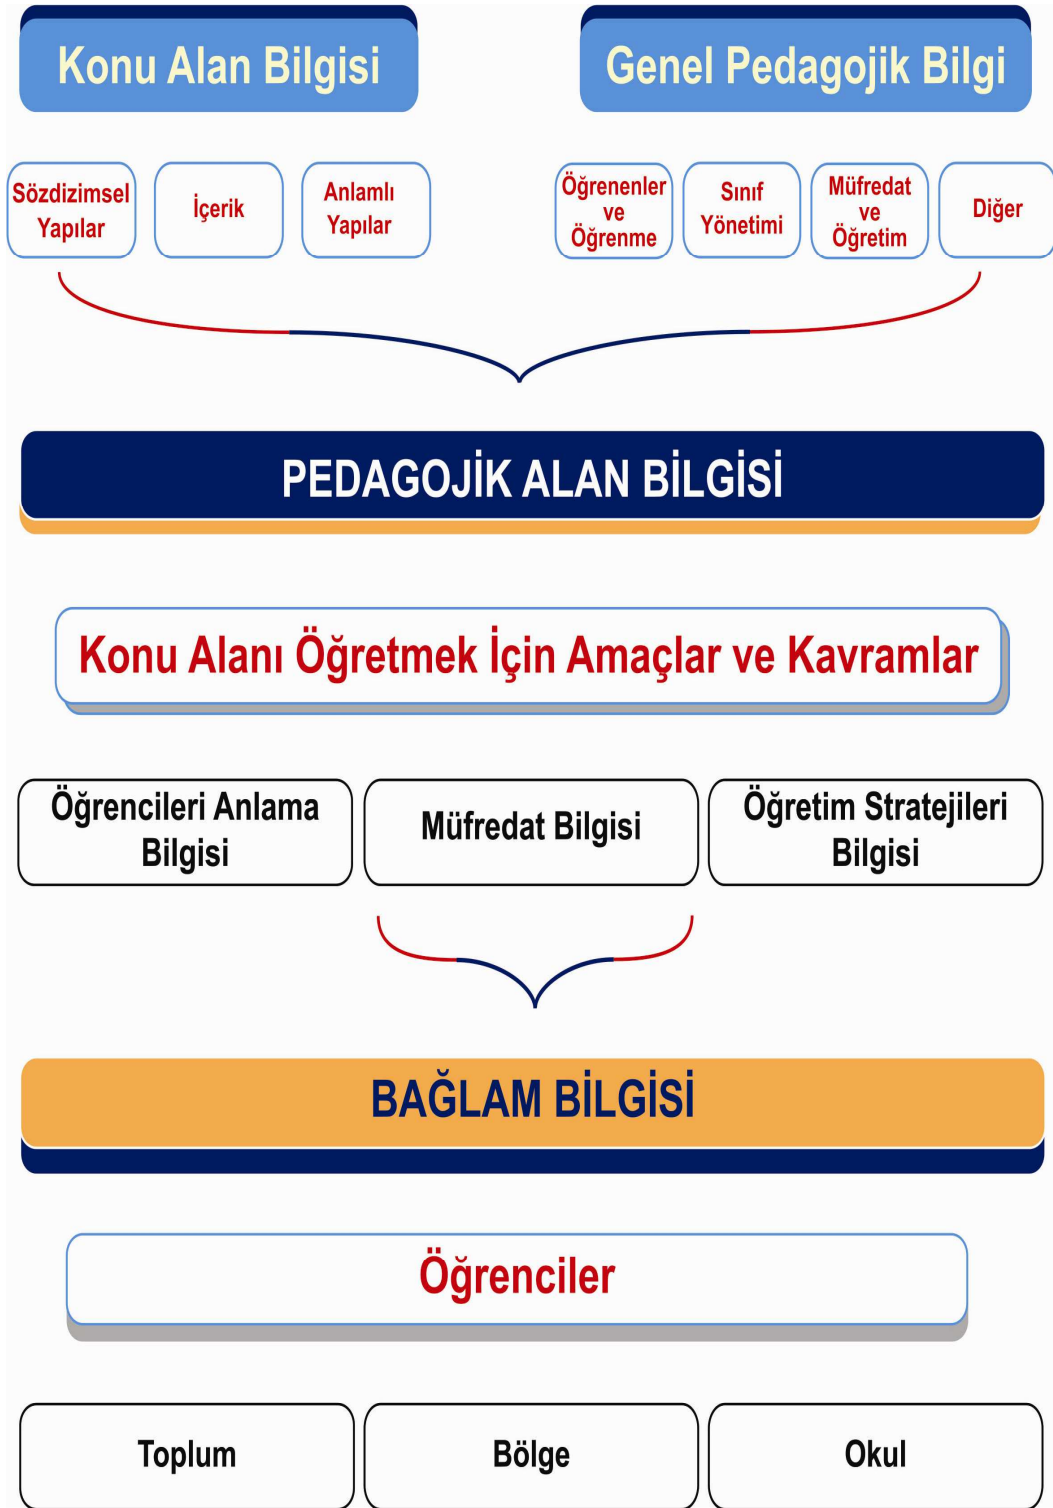 Konu Alan Bilgisi
Genel Pedagojik Bilgi
Sözdizimsel
Yapılar
İçerik
Anlamlı
Yapılar
Öğrenenler
ve
Öğrenme
Sınıf
Yönetimi
Müfredat
ve
Öğretim
Diğer
PEDAGOJİK ALAN BİLGİSİ
Konu Alanı Öğretmek İçin Amaçlar ve Kavramlar
Öğrencileri Anlama
Bilgisi
Müfredat Bilgisi
Öğretim Stratejileri
Bilgisi
BAĞLAM BİLGİSİ
Öğrenciler
Toplum
Bölge
Okul